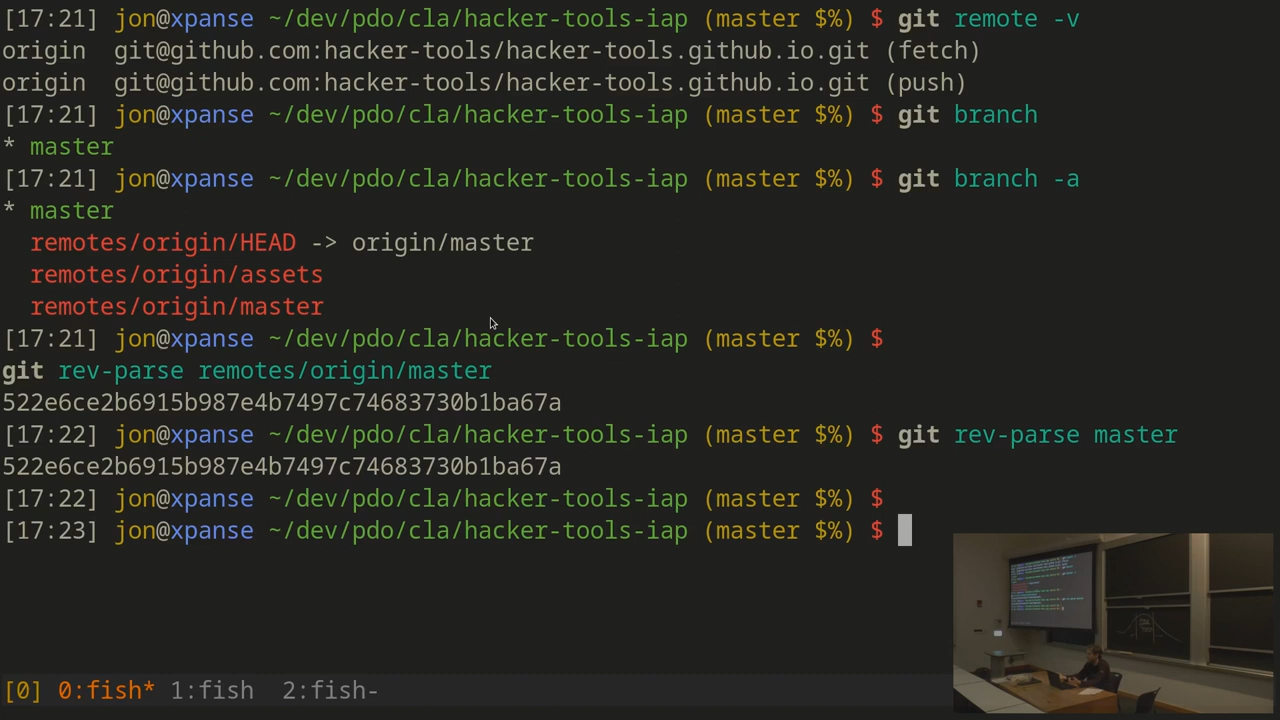 [17:21] jon@xpanse ~/dev/pdo/cla/hacker-tools-iap (master $%) $ git remote -v
origin  git@github.com:hacker-tools/hacker-tools.github.io.git (fetch)
origin  git@github.com:hacker-tools/hacker-tools.github.io.git (push)
[17:21] jon@xpanse ~/dev/pdo/cla/hacker-tools-iap (master $%) $ git branch
* master
[17:21] jon@xpanse ~/dev/pdo/cla/hacker-tools-iap (master $%) $ git branch -a
* master
  remotes/origin/HEAD -> origin/master
  remotes/origin/assets
  remotes/origin/master
[17:21] jon@xpanse ~/dev/pdo/cla/hacker-tools-iap (master $%) $
git rev-parse remotes/origin/master
522e6ce2b6915b987e4b7497c74683730b1ba67a
[17:22] jon@xpanse ~/dev/pdo/cla/hacker-tools-iap (master $%) $ git rev-parse master
522e6ce2b6915b987e4b7497c74683730b1ba67a
[17:22] jon@xpanse ~/dev/pdo/cla/hacker-tools-iap (master $%) $
[17:23] jon@xpanse ~/dev/pdo/cla/hacker-tools-iap (master $%) $
[0] 0:fish* 1:fish  2:fish-